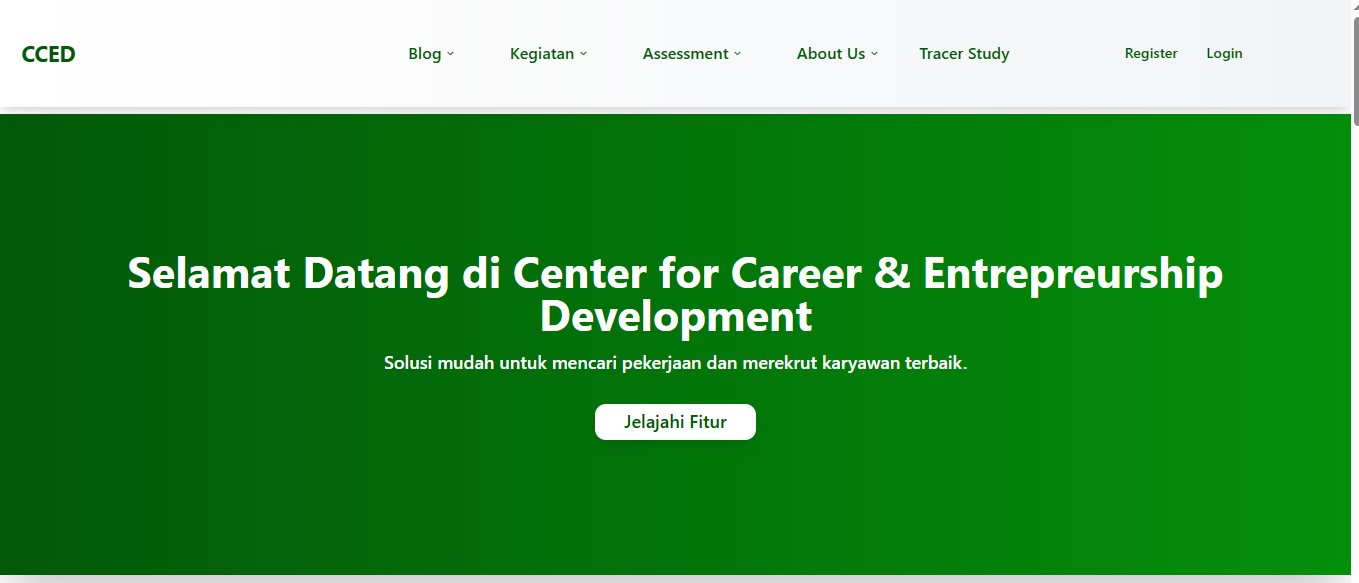 CCED
Blog
Kegiatan
Assessment
About Us
Tracer Study
Register
Login
Selamat Datang di Center for Career & Entrepreurship
Development
Solusi mudah untuk mencari pekerjaan dan merekrut karyawan terbaik.
Jelajahi Fitur